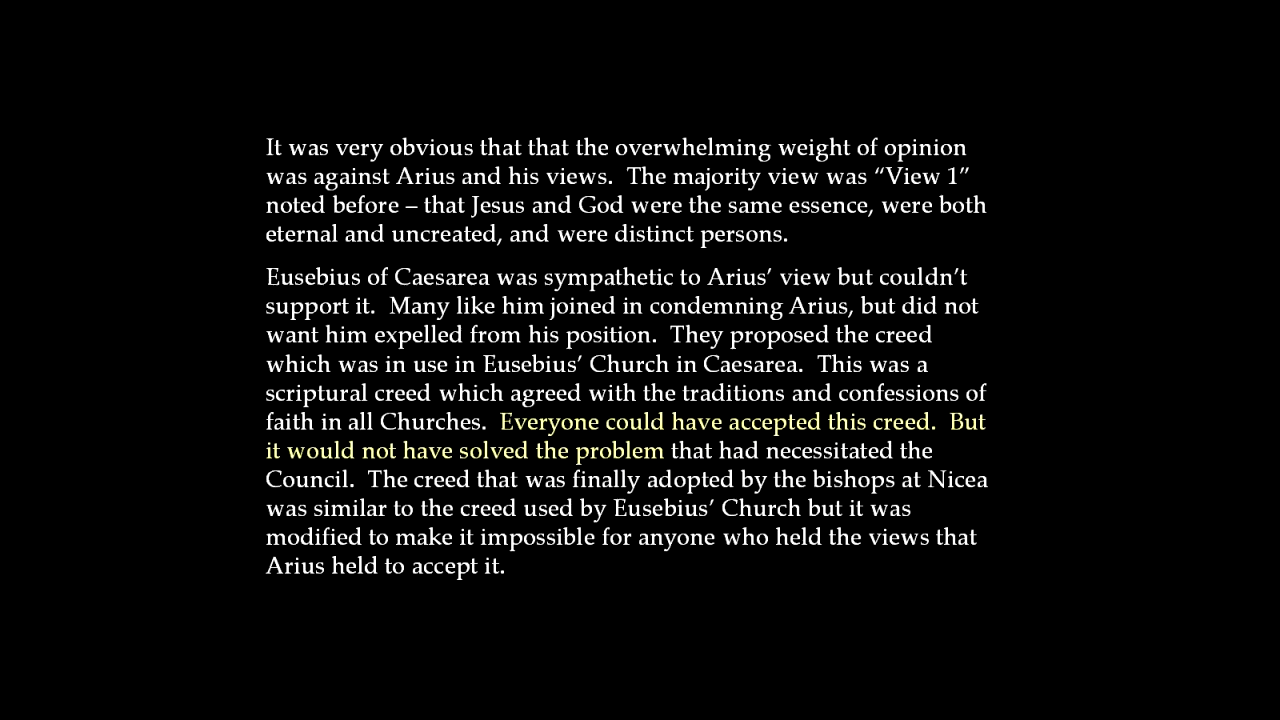 It was very obvious that that the overwhelming weight of opinion
was against Arius and his views.  The majority view was “View 1”
noted before – that Jesus and God were the same essence, were both
eternal and uncreated, and were distinct persons.
Eusebius of Caesarea was sympathetic to Arius’ view but couldn’t
support it.  Many like him joined in condemning Arius, but did not
want him expelled from his position.  They proposed the creed
which was in use in Eusebius’ Church in Caesarea.  This was a
scriptural creed which agreed with the traditions and confessions of
faith in all Churches.  Everyone could have accepted this creed.  But
it would not have solved the problem that had necessitated the
Council.  The creed that was finally adopted by the bishops at Nicea
was similar to the creed used by Eusebius’ Church but it was
modified to make it impossible for anyone who held the views that
Arius held to accept it.